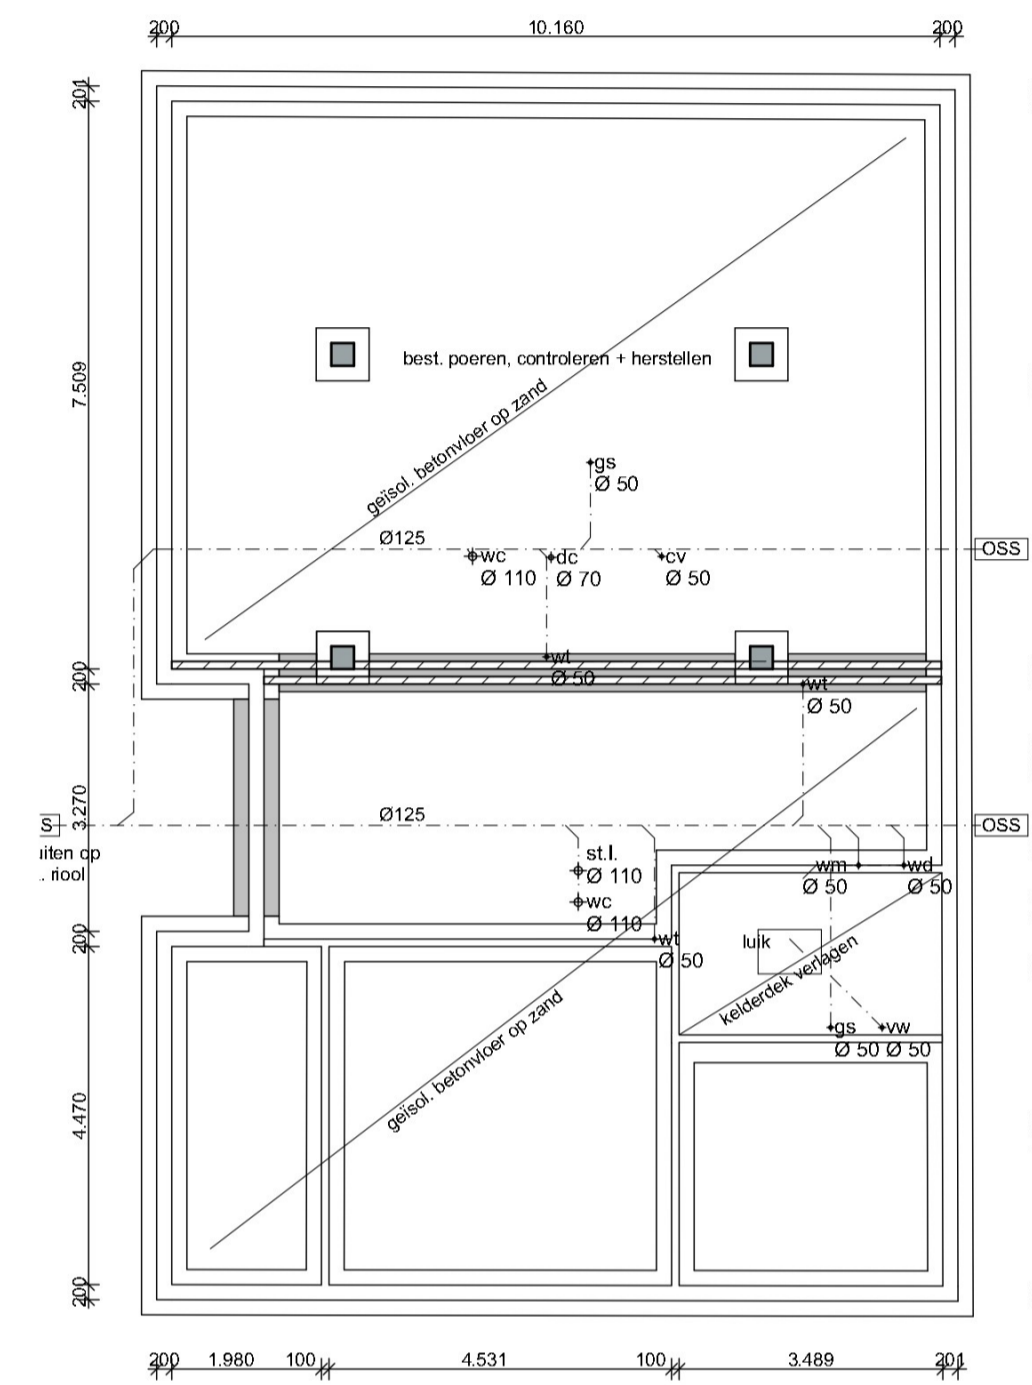 200 10.160 200
201
7.509
best. poeren, controleren + herstellen
geïsol. betonvloer op zand
gs
Ø 50
Ø125
OSS
wc
Ø 110
dc
Ø 70
cv
Ø 50
wt
Ø 50
200
wt
Ø 50
3.270
Ø125
S
OSS
uiten op
. riool
st.l.
Ø 110
wc
Ø 110
wm
Ø 50
wd
Ø 50
200
wt
Ø 50
luik
kelderdek verlagen
gs
Ø 50
vw
Ø 50
geïsol. betonvloer op zand
4.470
200
200 1.980 100 4.531 100 3.489 201